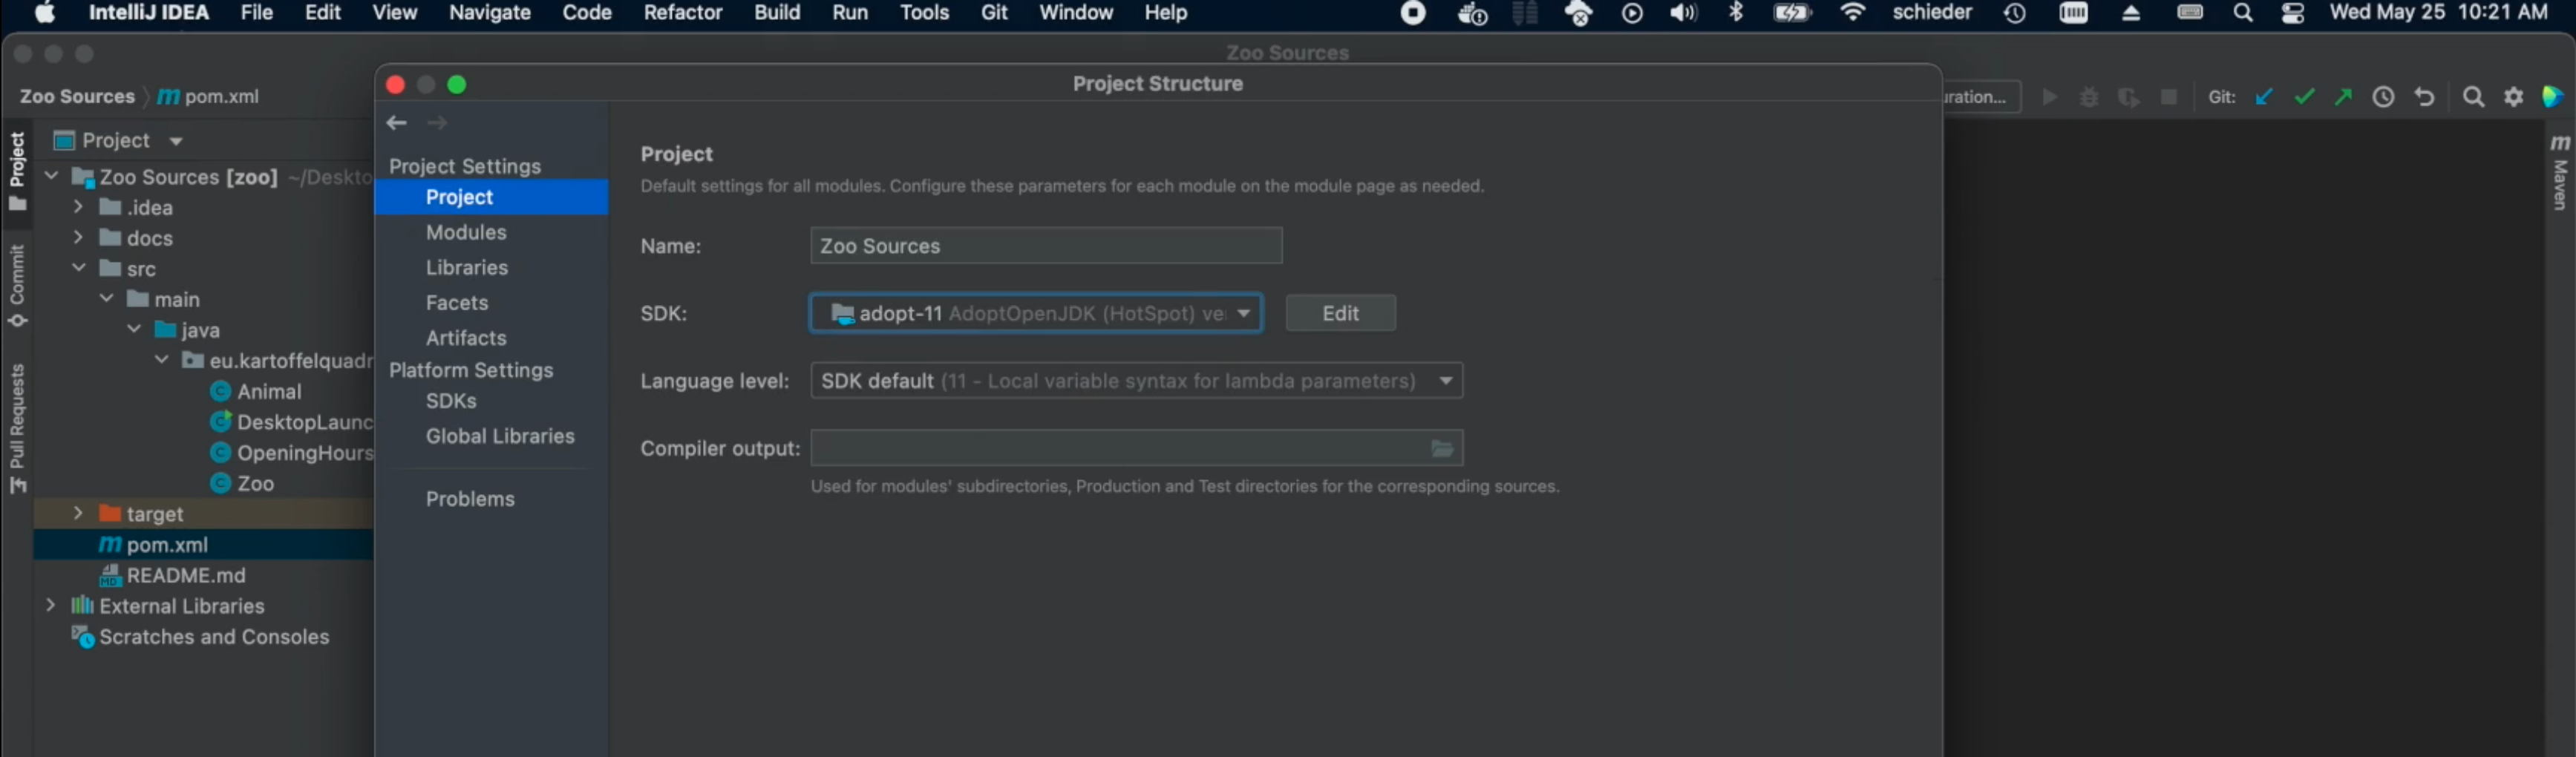 IntelliJ IDEA File Edit View Navigate Code Refactor Build Run Tools Git Window Help schieder Wed May 25 10:21 AM
Zoo Sources
Project Structure
Zoo Sources pom.xml
uration... Git:
Project
Commit
Pull Requests
Maven
Project
Zoo Sources [zoo] ~/Deskto
.idea
docs
src
main
java
eu.kartoffelquadr
Animal
DesktopLaunc
OpeningHours
Zoo
target
pom.xml
README.md
External Libraries
Scratches and Consoles
Project Settings
Project
Modules
Libraries
Facets
Artifacts
Platform Settings
SDKs
Global Libraries
Problems
Project
Default settings for all modules. Configure these parameters for each module on the module page as needed.
Name: Zoo Sources
SDK: adopt-11 AdoptOpenJDK (HotSpot) ve Edit
Language level: SDK default (11 - Local variable syntax for lambda parameters)
Compiler output:
Used for modules' subdirectories, Production and Test directories for the corresponding sources.